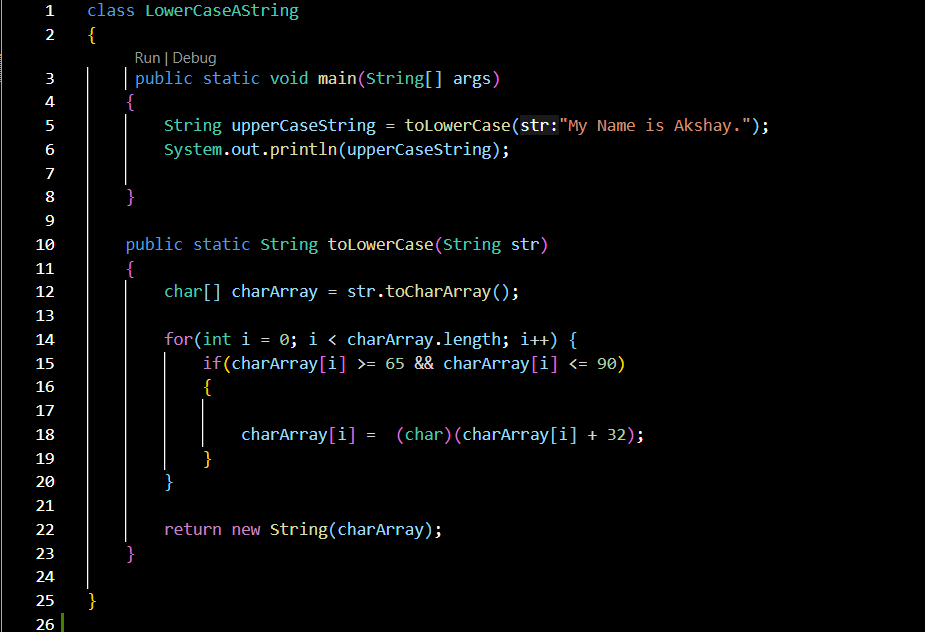 1 class LowerCaseAString
2 {
Run | Debug
3 public static void main(String[] args)
4 {
5 String upperCaseString = toLowerCase(str:"My Name is Akshay.");
6 System.out.println(upperCaseString);
7
8 }
9
10 public static String toLowerCase(String str)
11 {
12 char[] charArray = str.toCharArray();
13
14 for(int i = 0; i < charArray.length; i++) {
15 if(charArray[i] >= 65 && charArray[i] <= 90)
16 {
17
18 charArray[i] =  (char)(charArray[i] + 32);
19 }
20 }
21
22 return new String(charArray);
23 }
24
25 }
26